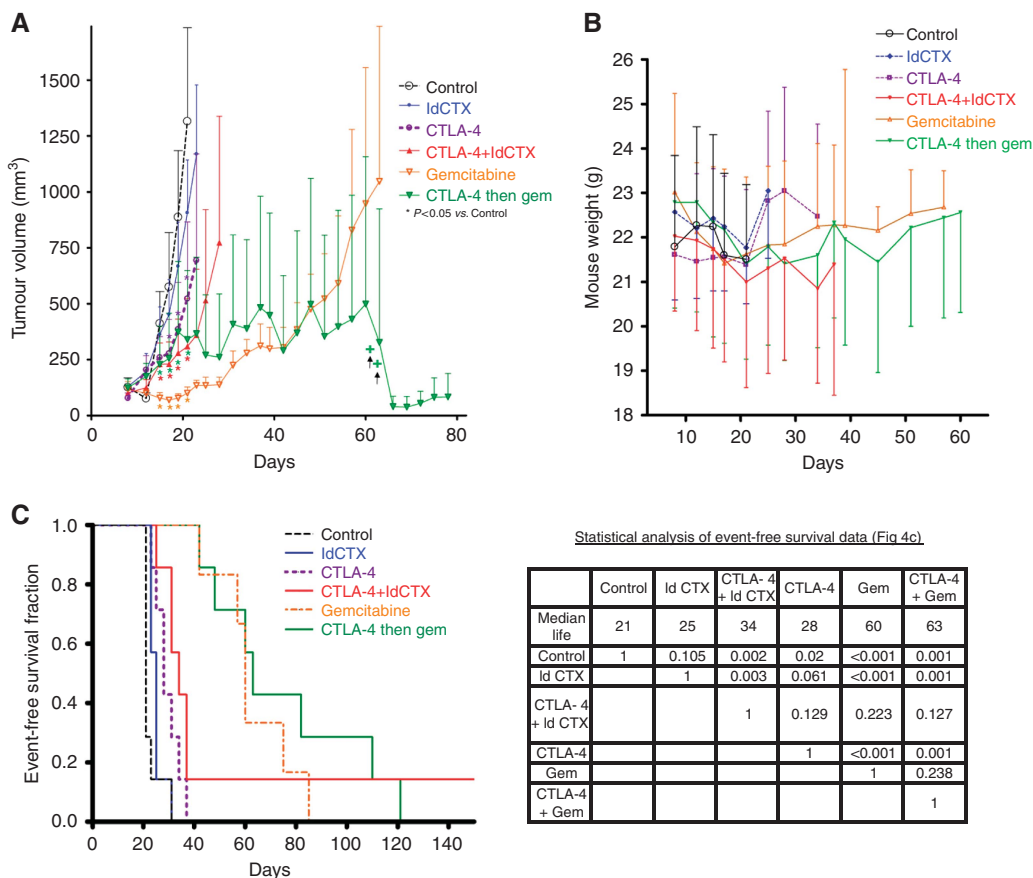 A
Tumour volume (mm³)
1500
1250
1000
750
500
250
0
0 20 40 60 80
Days
Control
IdCTX
CTLA-4
CTLA-4+IdCTX
Gemcitabine
CTLA-4 then gem
* P<0.05 vs. Control
B
Mouse weight (g)
26
25
24
23
22
21
20
19
18
10 20 30 40 50 60
Days
Control
IdCTX
CTLA-4
CTLA-4+IdCTX
Gemcitabine
CTLA-4 then gem
C
Event-free survival fraction
1.0
0.8
0.6
0.4
0.2
0.0
0 20 40 60 80 100 120 140
Days
Control
IdCTX
CTLA-4
CTLA-4+IdCTX
Gemcitabine
CTLA-4 then gem
Statistical analysis of event-free survival data (Fig 4c)
Control Id CTX CTLA- 4 + Id CTX CTLA-4 Gem CTLA-4 + Gem
Median life 21 25 34 28 60 63
Control 1 0.105 0.002 0.02 <0.001 0.001
Id CTX 1 0.003 0.061 <0.001 0.001
CTLA- 4 + Id CTX 1 0.129 0.223 0.127
CTLA-4 1 <0.001 0.001
Gem 1 0.238
CTLA-4 + Gem 1